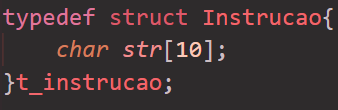 typedef struct Instrucao{
    char str[10];
}t_instrucao;